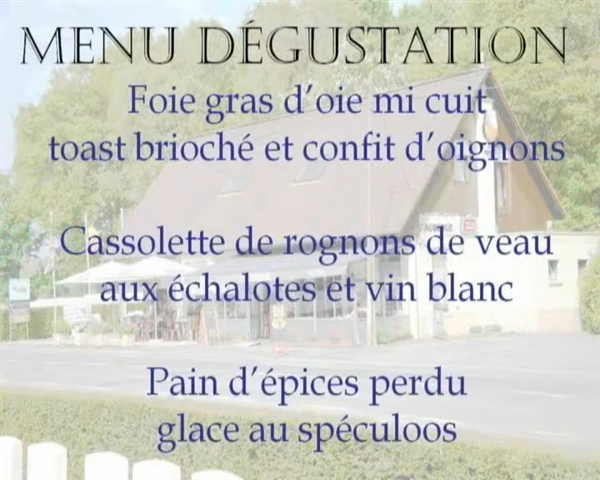 MENU DÉGUSTATION
Foie gras d'oie mi cuit
toast brioché et confit d'oignons
Cassolette de rognons de veau
aux échalotes et vin blanc
Pain d'épices perdu
glace au spéculoos